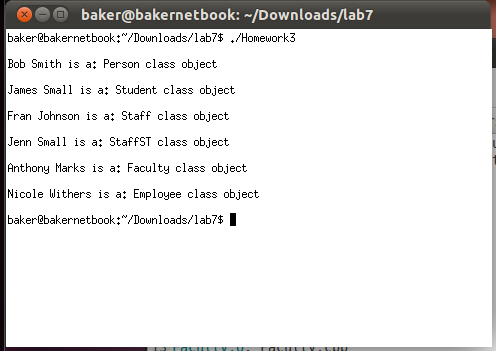 baker@bakernetbook: ~/Downloads/lab7
baker@bakernetbook:~/Downloads/lab7$ ./Homework3
Bob Smith is a: Person class object
James Small is a: Student class object
Fran Johnson is a: Staff class object
Jenn Small is a: StaffST class object
Anthony Marks is a: Faculty class object
Nicole Withers is a: Employee class object
baker@bakernetbook:~/Downloads/lab7$